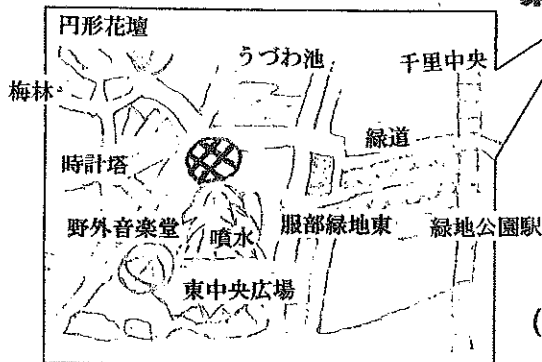 円形花壇
うづわ池
千里中央
梅林
緑道
時計塔
野外音楽堂
噴水
服部緑地東
緑地公園駅
東中央広場
(